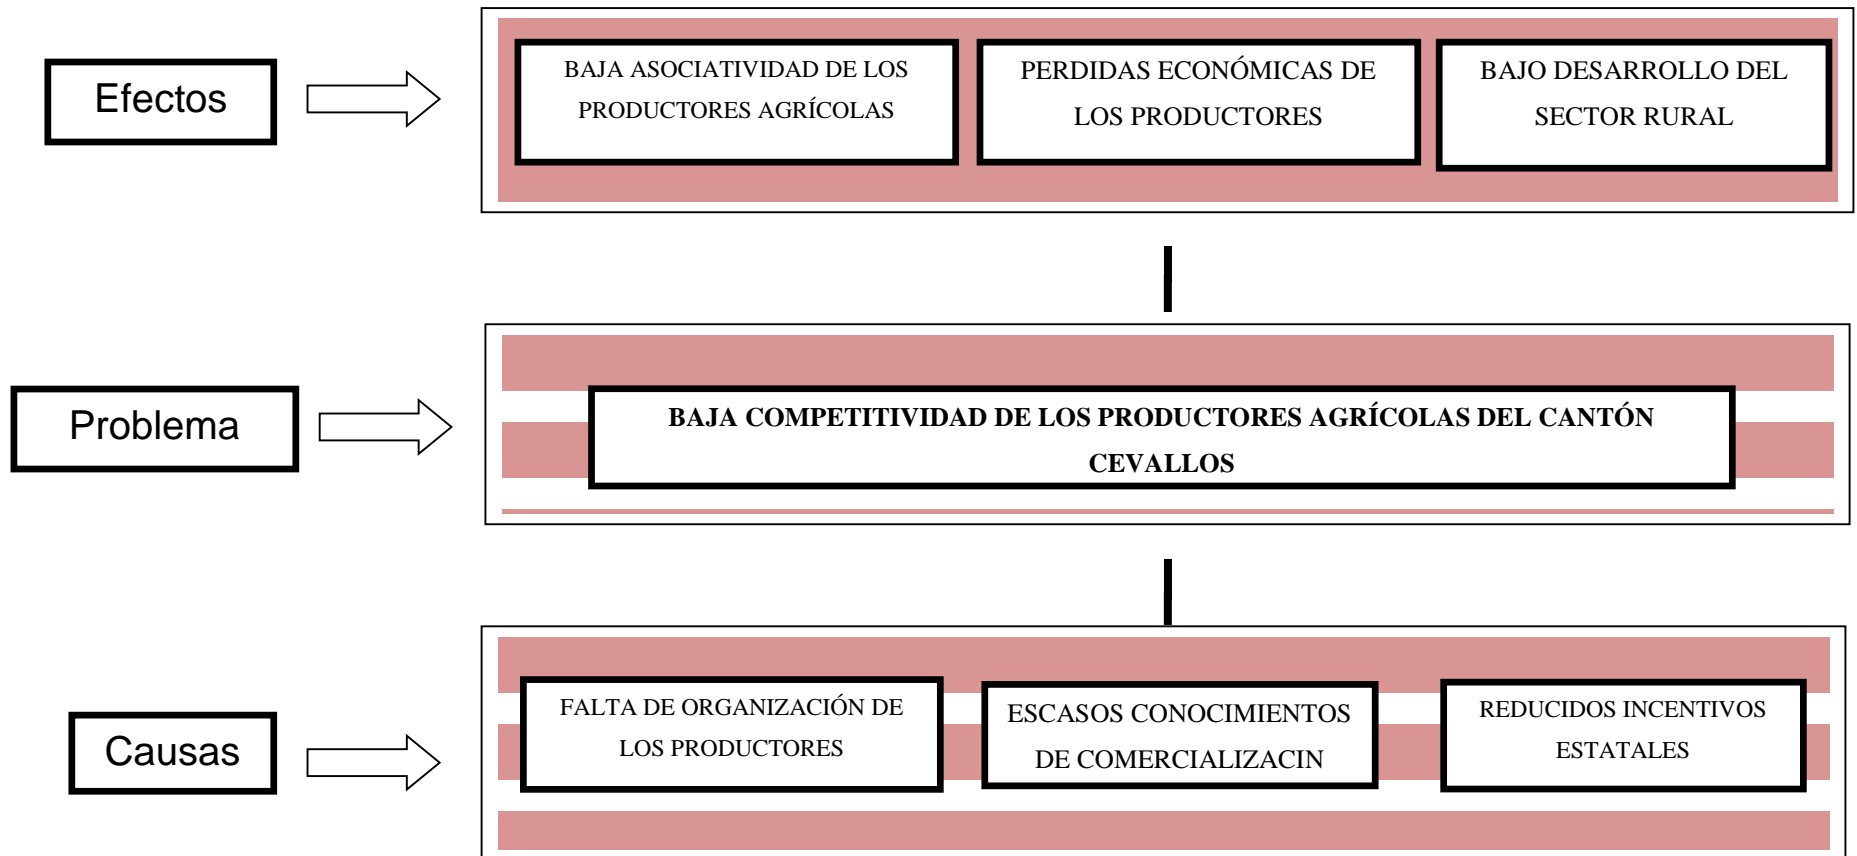 Efectos
BAJA ASOCIATIVIDAD DE LOS
PRODUCTORES AGRÍCOLAS
PERDIDAS ECONÓMICAS DE
LOS PRODUCTORES
BAJO DESARROLLO DEL
SECTOR RURAL
Problema
BAJA COMPETITIVIDAD DE LOS PRODUCTORES AGRÍCOLAS DEL CANTÓN
CEVALLOS
Causas
FALTA DE ORGANIZACIÓN DE
LOS PRODUCTORES
ESCASOS CONOCIMIENTOS
DE COMERCIALIZACIN
REDUCIDOS INCENTIVOS
ESTATALES